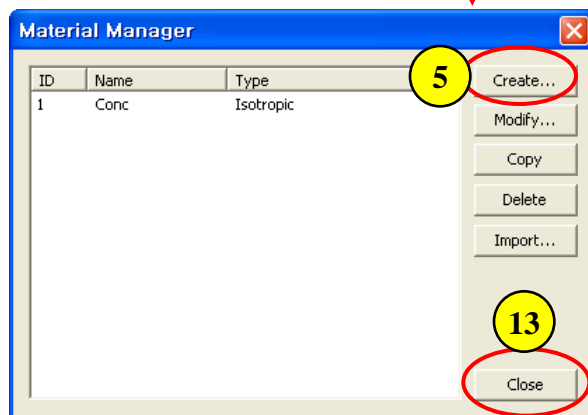 Material Manager
ID Name Type
5
Create...
1 Conc Isotropic
Modify...
Copy
Delete
Import...
13
Close